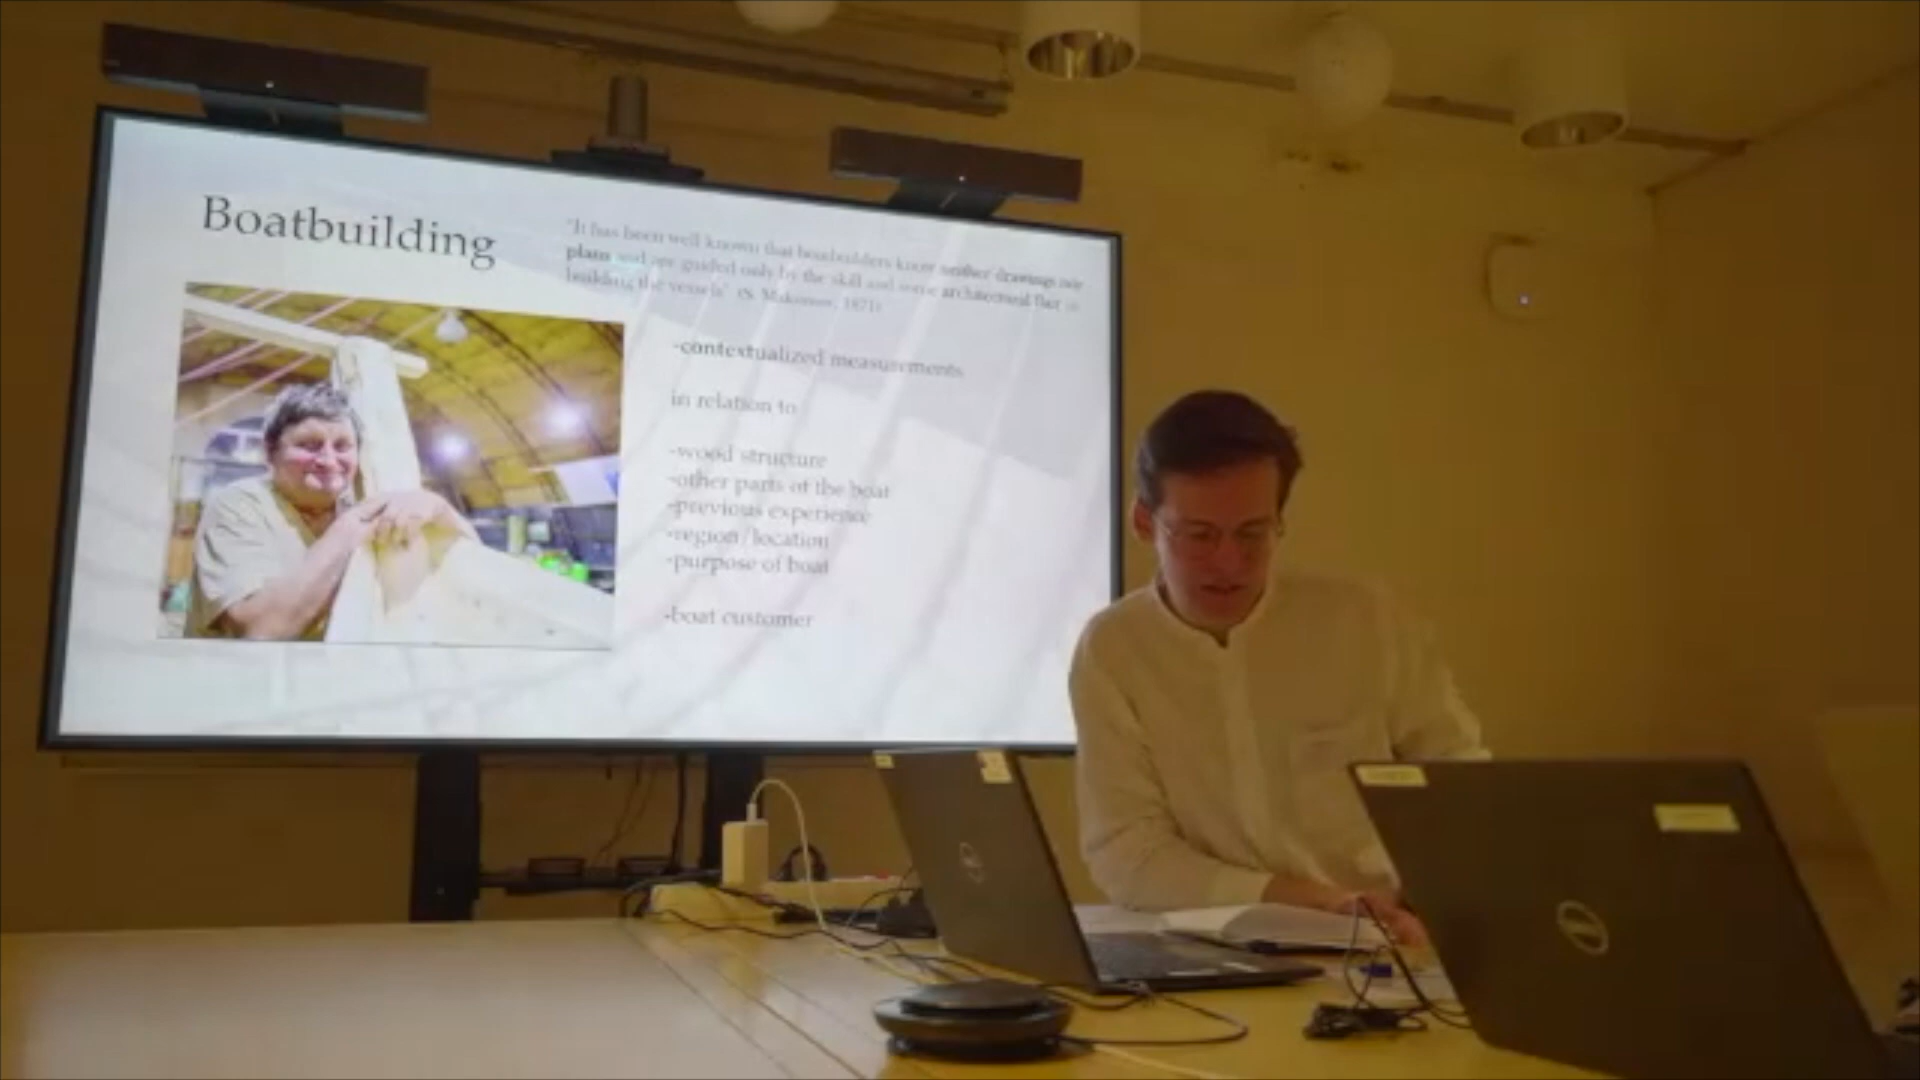 Boatbuilding
"It has been well known that boatbuilders know neither drawings nor
plans and are guided only by the skill and some architectural flair in
building the vessels" (S. Maksimov, 1871)
-contextualized measurements
in relation to
-wood structure
-other parts of the boat
-previous experience
-region/location
-purpose of boat
-boat customer